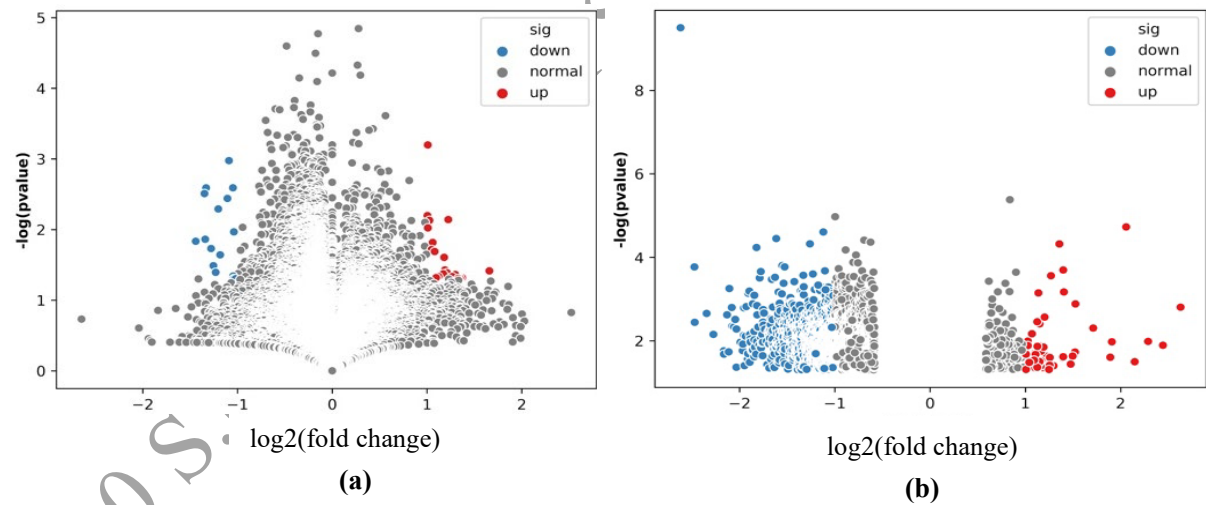 sig
down
normal
up
5
4
3
2
1
0
-log(pvalue)
−2 −1 0 1 2
log2(fold change)
(a)
sig
down
normal
up
8
6
4
2
-log(pvalue)
−2 −1 0 1 2
log2(fold change)
(b)
0 S